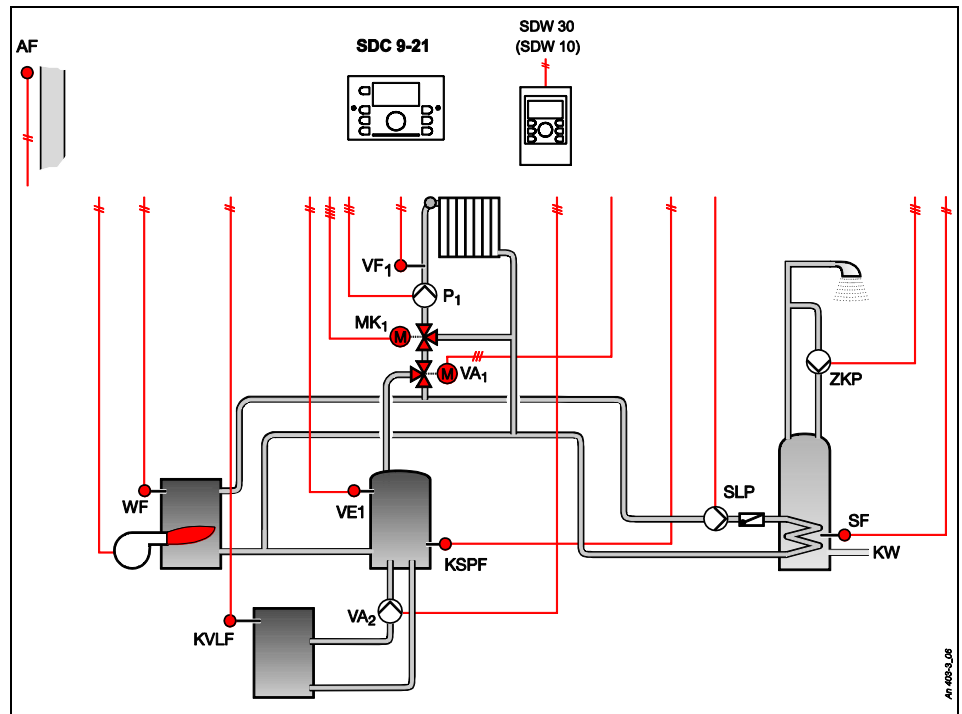 AF
SDC 9-21
SDW 30
(SDW 10)
VF1
P1
MK1
M
M
VA1
ZKP
WF
VE1
SLP
SF
KSPF
KW
VA2
KVLF
An 403-3_06